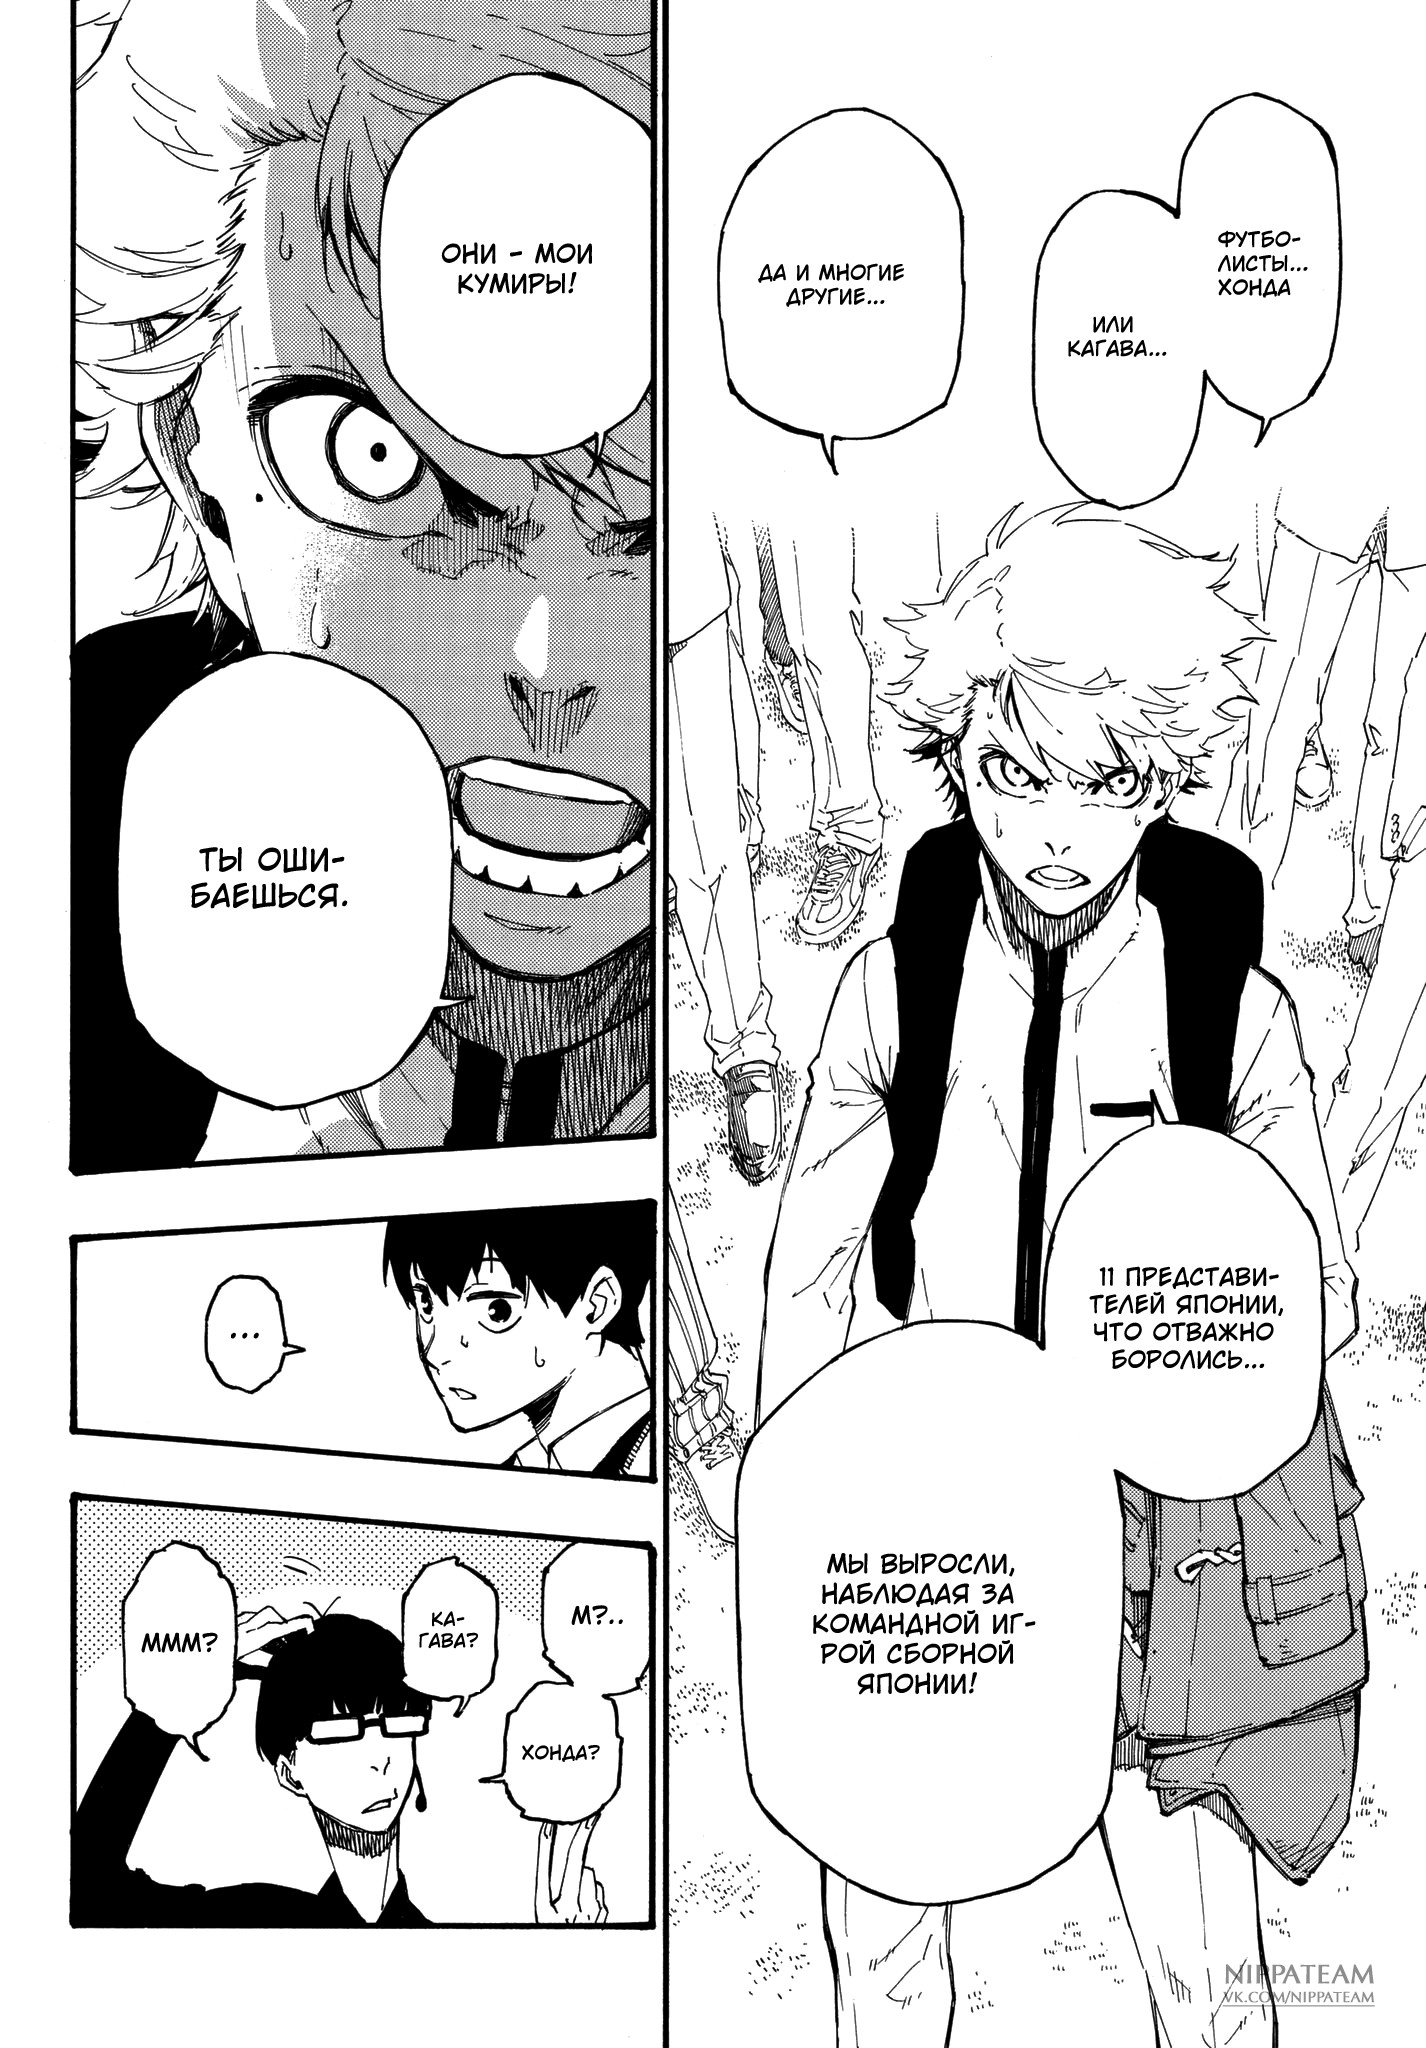 ФУТБО-
ЛИСТЫ...
ХОНДА
ИЛИ
КАГАВА...
ДА И МНОГИЕ
ДРУГИЕ...
11 ПРЕДСТАВИ-
ТЕЛЕЙ ЯПОНИИ,
ЧТО ОТВАЖНО
БОРОЛИСЬ...
МЫ ВЫРОСЛИ,
НАБЛЮДАЯ ЗА
КОМАНДНОЙ ИГ-
РОЙ СБОРНОЙ
ЯПОНИИ!
ОНИ - МОИ
КУМИРЫ!
ТЫ ОШИ-
БАЕШЬСЯ.
...
М?..
ХОНДА?
КА-
ГАВА?
МММ?
NIPPATEAM
VK.COM/NIPPATEAM